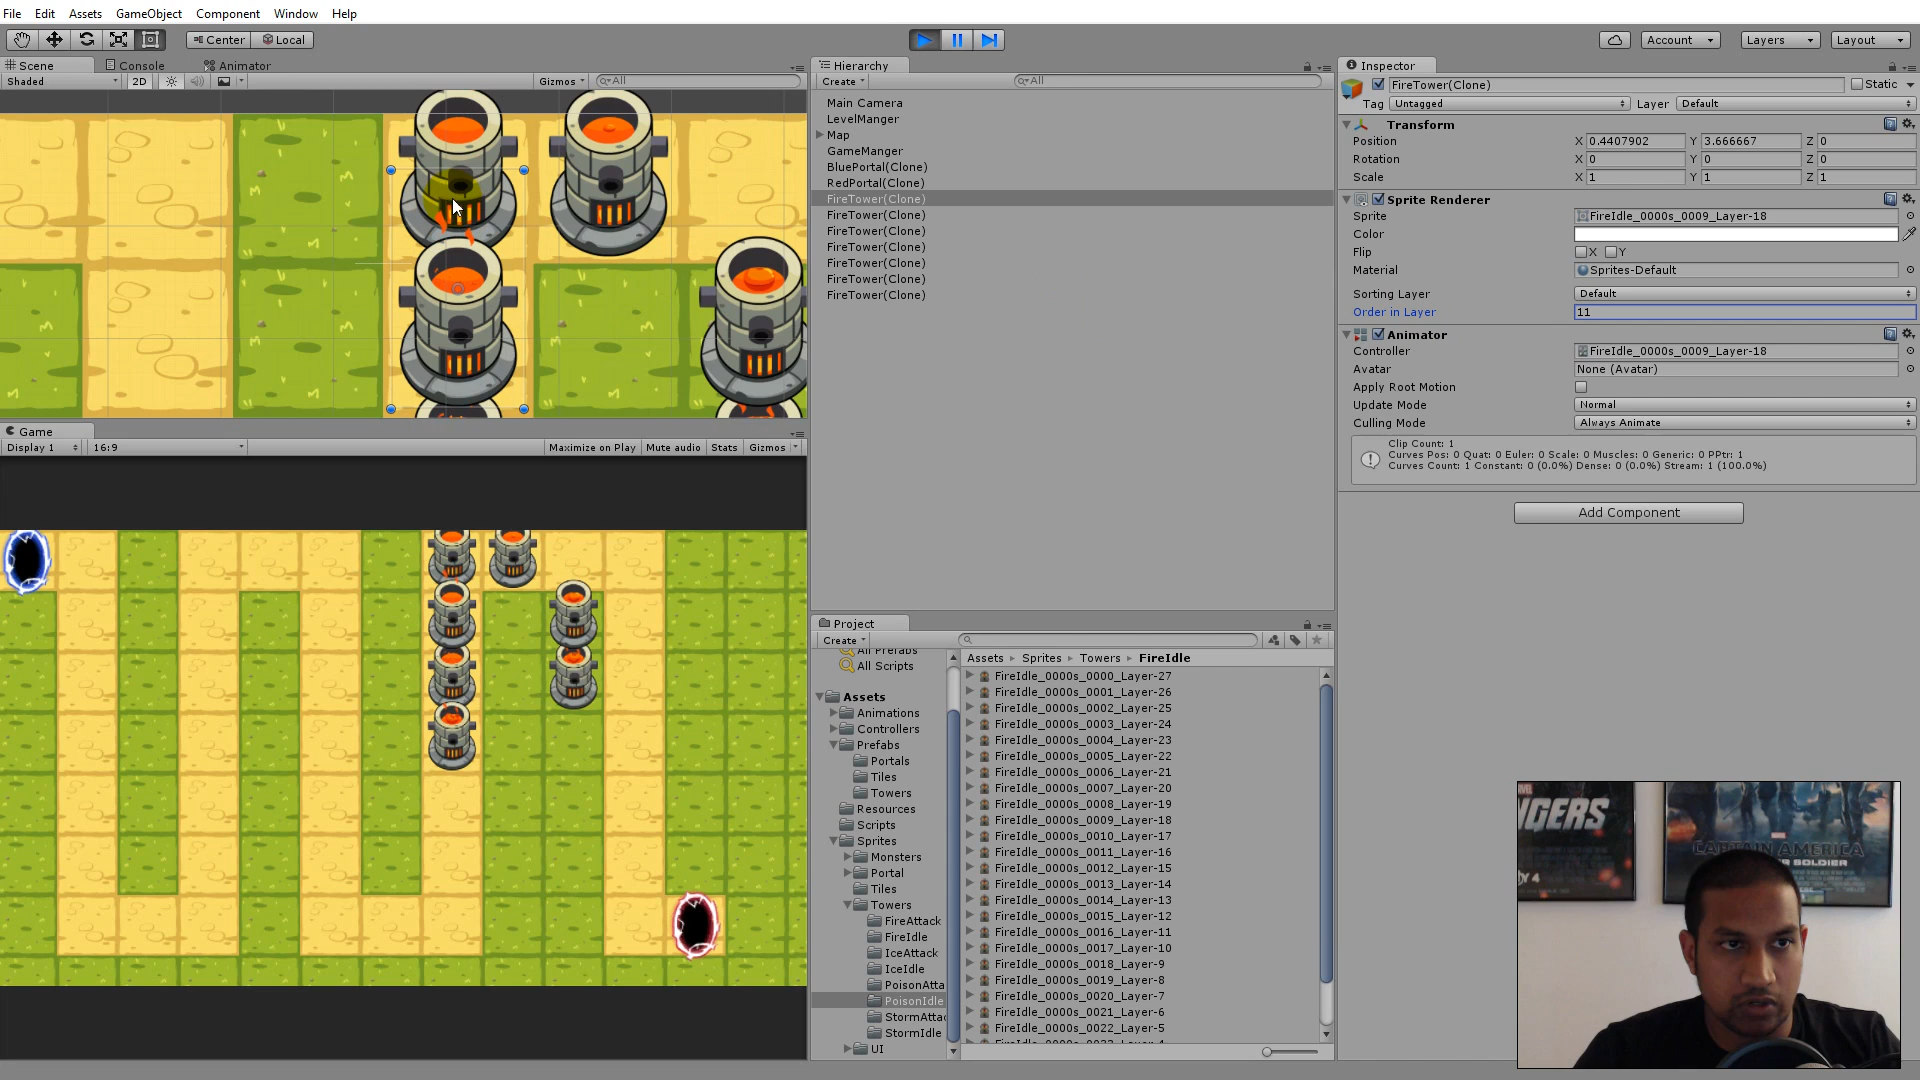 File Edit Assets GameObject Component Window Help
Center Local
Account Layers Layout
Scene Console Animator
Shaded 2D Gizmos All
Game
Display 1 16:9 Maximize on Play Mute audio Stats Gizmos
Hierarchy
Create All
Main Camera
LevelManger
Map
GameManger
BluePortal(Clone)
RedPortal(Clone)
FireTower(Clone)
FireTower(Clone)
FireTower(Clone)
FireTower(Clone)
FireTower(Clone)
FireTower(Clone)
FireTower(Clone)
Project
Create
All Prefabs
All Scripts
Assets
Animations
Controllers
Prefabs
Portals
Tiles
Towers
Resources
Scripts
Sprites
Monsters
Portal
Tiles
Towers
FireAttack
FireIdle
IceAttack
IceIdle
PoisonAtta
PoisonIdle
StormAttac
StormIdle
UI
Assets Sprites Towers FireIdle
FireIdle_0000s_0000_Layer-27
FireIdle_0000s_0001_Layer-26
FireIdle_0000s_0002_Layer-25
FireIdle_0000s_0003_Layer-24
FireIdle_0000s_0004_Layer-23
FireIdle_0000s_0005_Layer-22
FireIdle_0000s_0006_Layer-21
FireIdle_0000s_0007_Layer-20
FireIdle_0000s_0008_Layer-19
FireIdle_0000s_0009_Layer-18
FireIdle_0000s_0010_Layer-17
FireIdle_0000s_0011_Layer-16
FireIdle_0000s_0012_Layer-15
FireIdle_0000s_0013_Layer-14
FireIdle_0000s_0014_Layer-13
FireIdle_0000s_0015_Layer-12
FireIdle_0000s_0016_Layer-11
FireIdle_0000s_0017_Layer-10
FireIdle_0000s_0018_Layer-9
FireIdle_0000s_0019_Layer-8
FireIdle_0000s_0020_Layer-7
FireIdle_0000s_0021_Layer-6
FireIdle_0000s_0022_Layer-5
Inspector
FireTower(Clone) Static
Tag Untagged Layer Default
Transform
Position X 0.4407902 Y 3.666667 Z 0
Rotation X 0 Y 0 Z 0
Scale X 1 Y 1 Z 1
Sprite Renderer
Sprite FireIdle_0000s_0009_Layer-18
Color
Flip X Y
Material Sprites-Default
Sorting Layer Default
Order in Layer 11
Animator
Controller FireIdle_0000s_0009_Layer-18
Avatar None (Avatar)
Apply Root Motion
Update Mode Normal
Culling Mode Always Animate
Clip Count: 1
Curves Pos: 0 Quat: 0 Euler: 0 Scale: 0 Muscles: 0 Generic: 0 PPtr: 1
Curves Count: 1 Constant: 0 (0.0%) Dense: 0 (0.0%) Stream: 1 (100.0%)
Add Component
NGERS
CAPTAIN AMERICA
SOLDIER